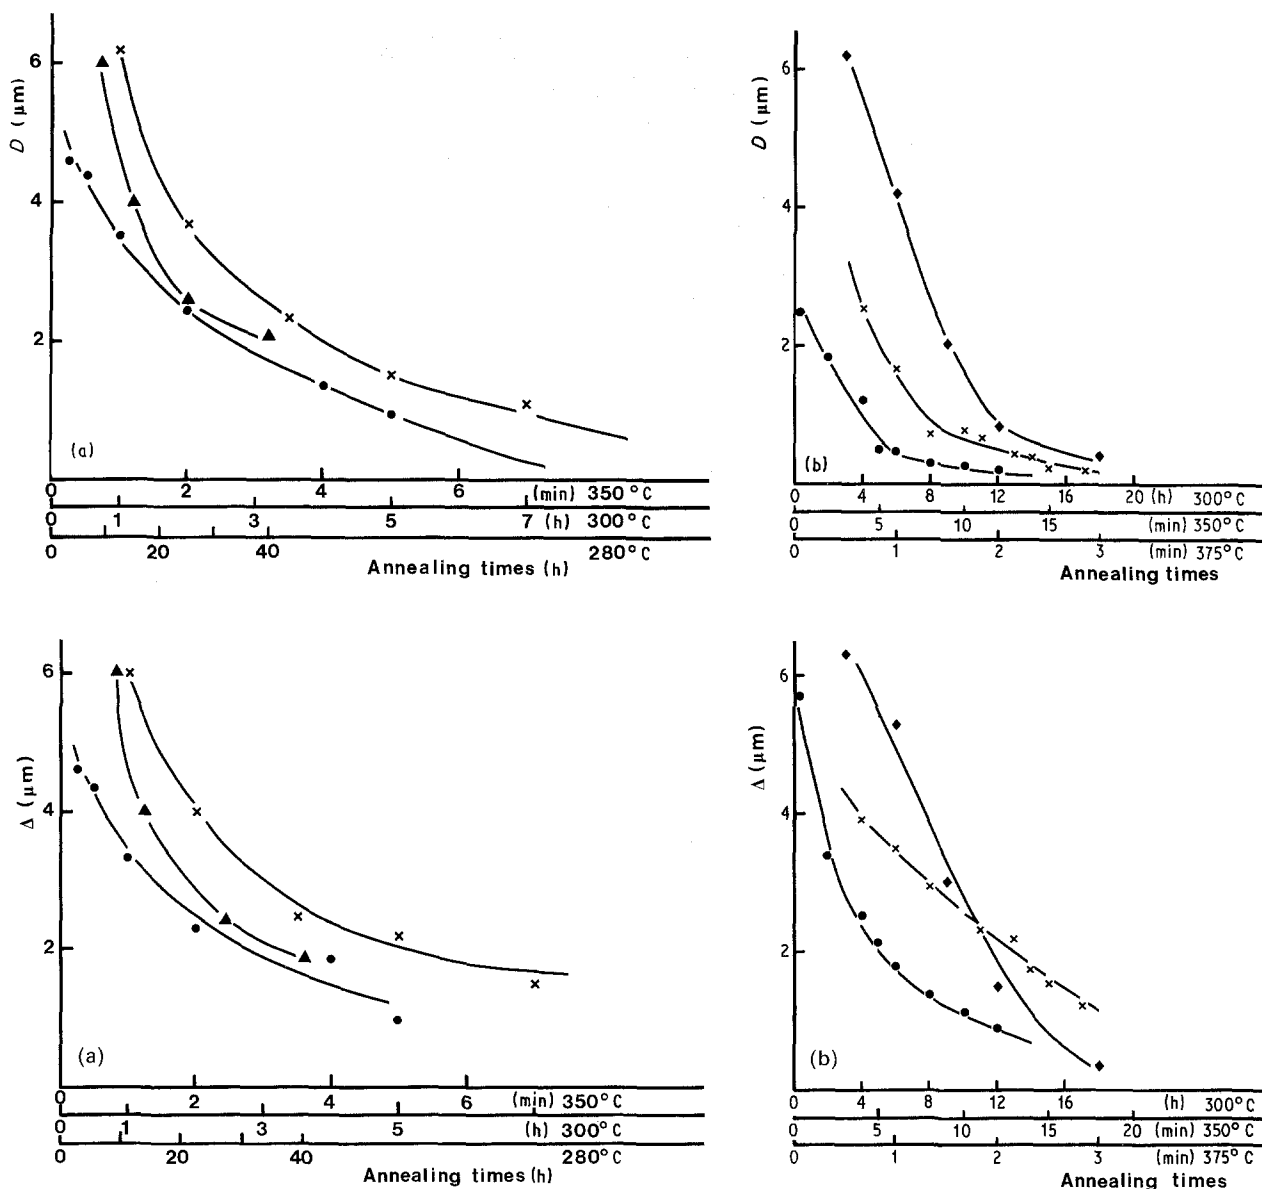 6
4
2
D (μm)
(a)
0 2 4 6 (min) 350°C
0 1 3 5 7 (h) 300°C
0 20 40 280°C
Annealing times (h)
6
4
2
D (μm)
(b)
0 4 8 12 16 20 (h) 300°C
0 5 10 15 (min) 350°C
0 1 2 3 (min) 375°C
Annealing times
6
4
2
Δ (μm)
(a)
0 2 4 6 (min) 350°C
0 1 3 5 (h) 300°C
0 20 40 280°C
Annealing times (h)
6
4
2
Δ (μm)
(b)
0 4 8 12 16 (h) 300°C
0 5 10 15 20 (min) 350°C
0 1 2 3 (min) 375°C
Annealing times